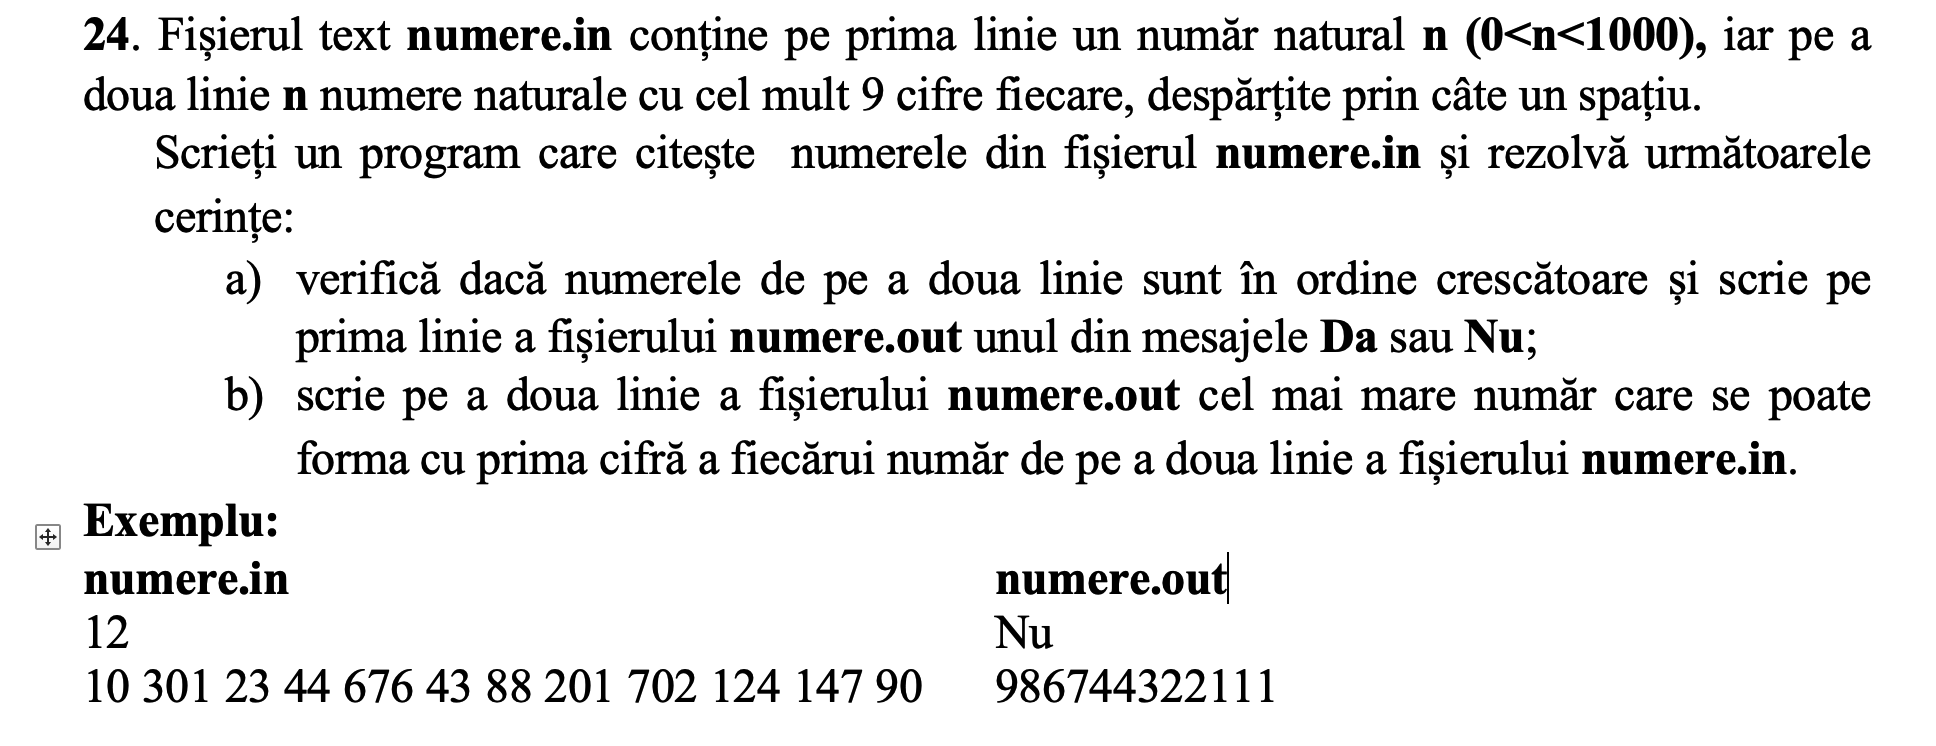 24. Fișierul text numere.in conține pe prima linie un număr natural n (0<n<1000), iar pe a
doua linie n numere naturale cu cel mult 9 cifre fiecare, despărțite prin câte un spațiu.
Scrieți un program care citește numerele din fișierul numere.in și rezolvă următoarele
cerințe:
a) verifică dacă numerele de pe a doua linie sunt în ordine crescătoare și scrie pe
prima linie a fișierului numere.out unul din mesajele Da sau Nu;
b) scrie pe a doua linie a fișierului numere.out cel mai mare număr care se poate
forma cu prima cifră a fiecărui număr de pe a doua linie a fișierului numere.in.
Exemplu:
numere.in numere.out
12 Nu
10 301 23 44 676 43 88 201 702 124 147 90 986744322111